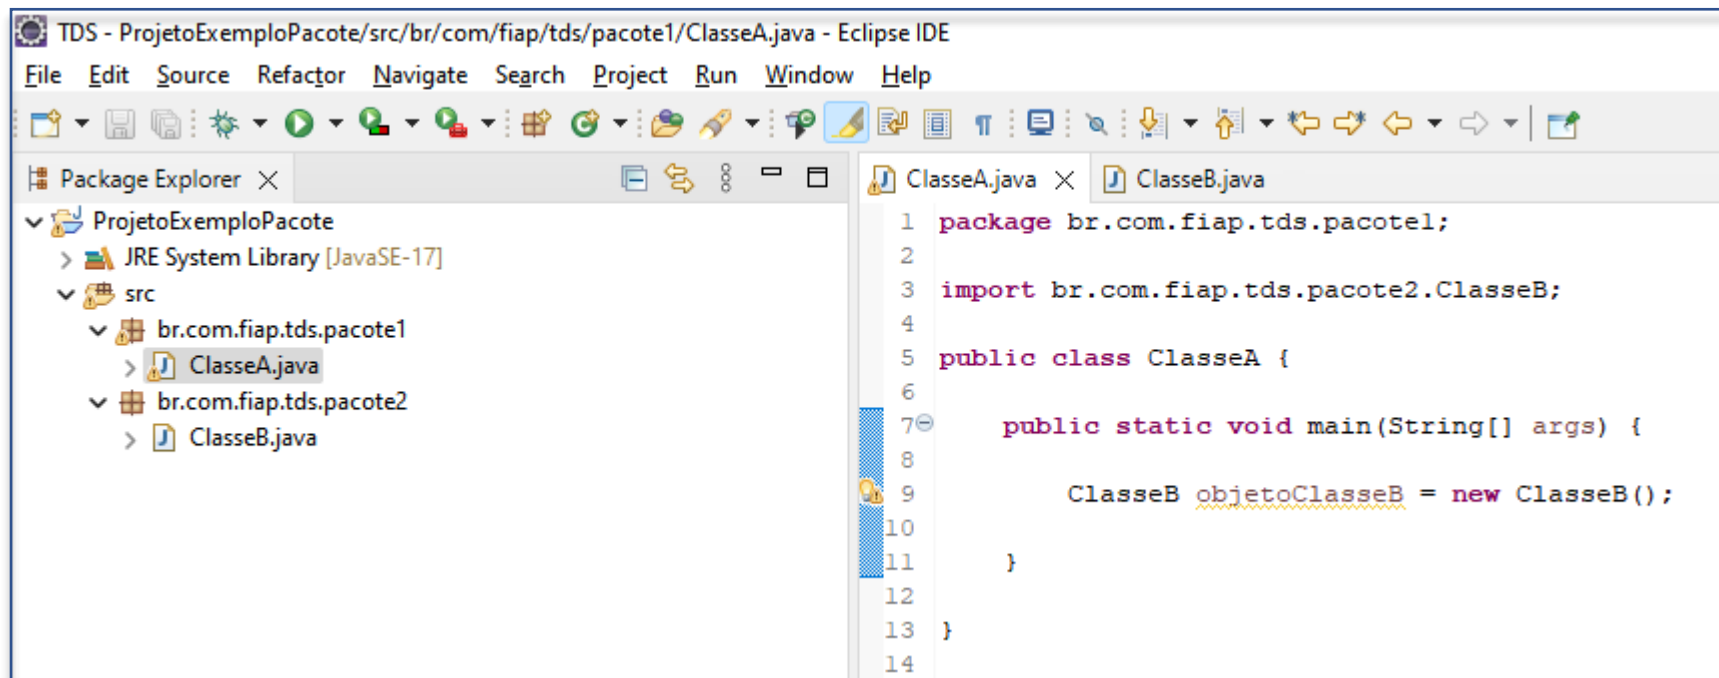 TDS - ProjetoExemploPacote/src/br/com/fiap/tds/pacote1/ClasseA.java - Eclipse IDE
File Edit Source Refactor Navigate Search Project Run Window Help
Package Explorer
ProjetoExemploPacote
JRE System Library [JavaSE-17]
src
br.com.fiap.tds.pacote1
ClasseA.java
br.com.fiap.tds.pacote2
ClasseB.java
ClasseA.java ClasseB.java
1 package br.com.fiap.tds.pacote1;
2
3 import br.com.fiap.tds.pacote2.ClasseB;
4
5 public class ClasseA {
6
7 public static void main(String[] args) {
8
9 ClasseB objetoClasseB = new ClasseB();
10
11 }
12
13 }
14